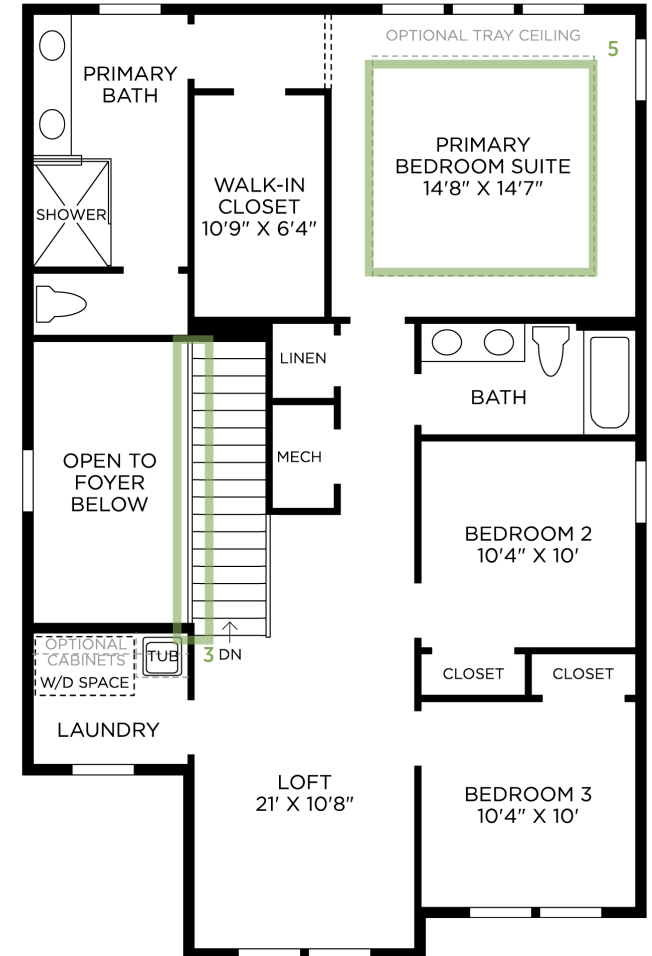 OPTIONAL TRAY CEILING
5
PRIMARY
BATH
PRIMARY
BEDROOM SUITE
14'8" X 14'7"
WALK-IN
CLOSET
10'9" X 6'4"
SHOWER
LINEN
BATH
MECH
OPEN TO
FOYER
BELOW
BEDROOM 2
10'4" X 10'
OPTIONAL
CABINETS
W/D SPACE
TUB
3
DN
CLOSET
CLOSET
LAUNDRY
LOFT
21' X 10'8"
BEDROOM 3
10'4" X 10'